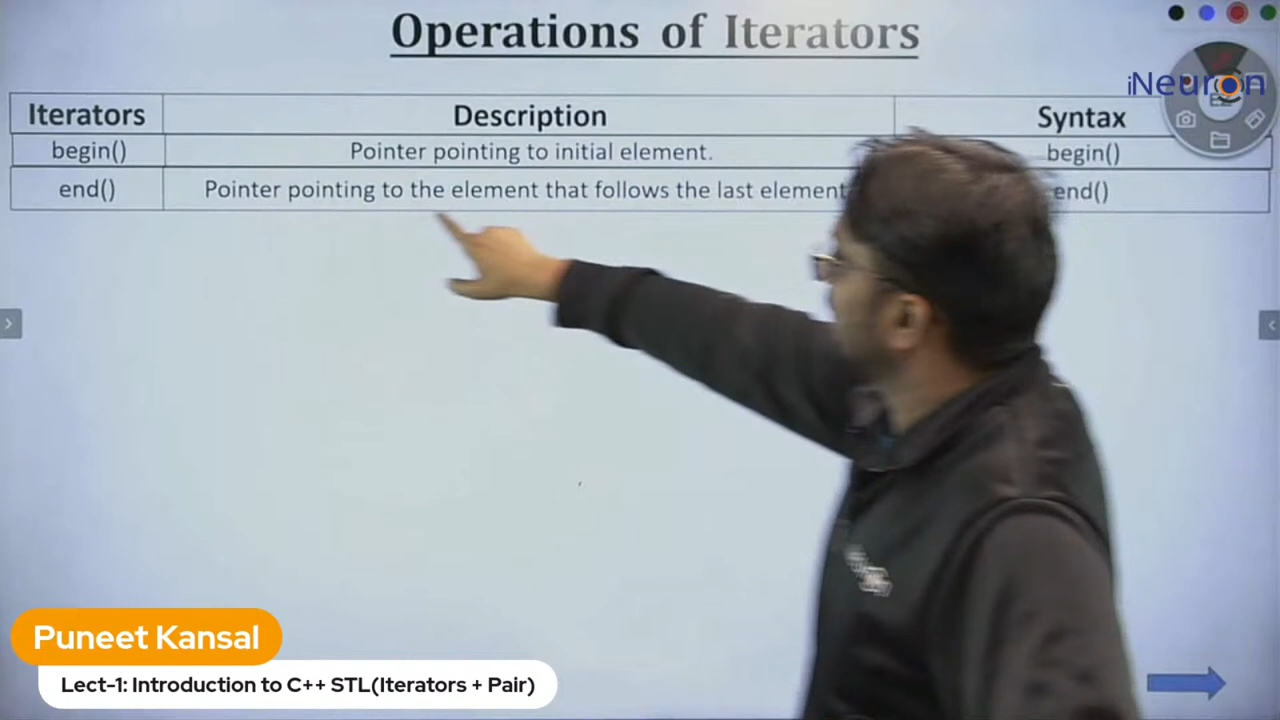 Operations of Iterators
iNeuron
Iterators Description Syntax
begin() Pointer pointing to initial element. begin()
end() Pointer pointing to the element that follows the last element end()
Puneet Kansal
Lect-1: Introduction to C++ STL(Iterators + Pair)